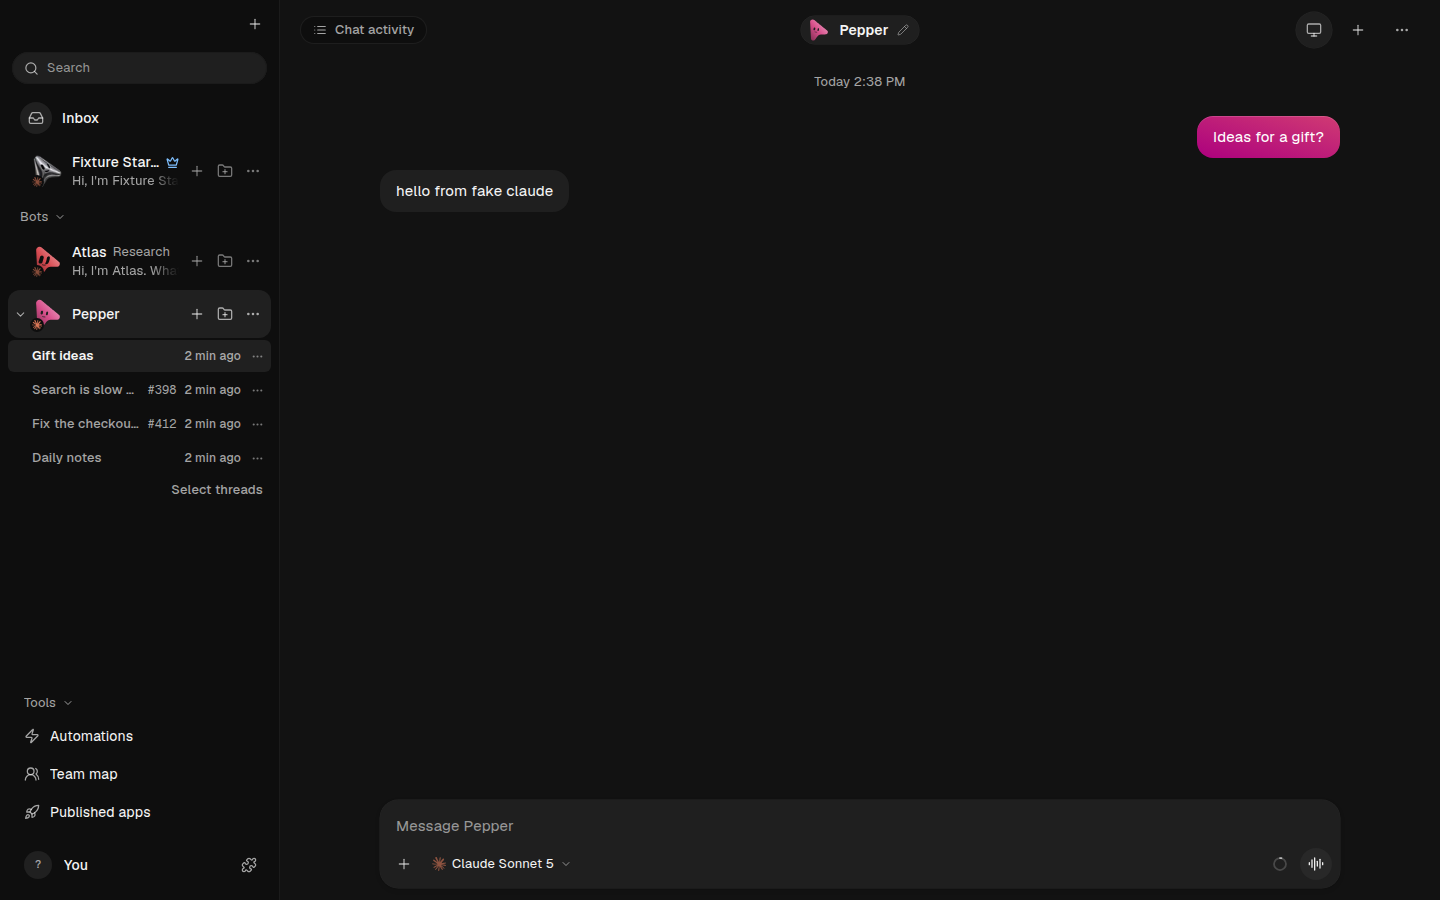 Search
Inbox
Fixture Star...
Hi, I'm Fixture Sta
Bots
Atlas Research
Hi, I'm Atlas. Wha
Pepper
Gift ideas 2 min ago
Search is slow ... #398 2 min ago
Fix the checkou... #412 2 min ago
Daily notes 2 min ago
Select threads
Tools
Automations
Team map
Published apps
? You
Chat activity
Pepper
Today 2:38 PM
Ideas for a gift?
hello from fake claude
Message Pepper
Claude Sonnet 5